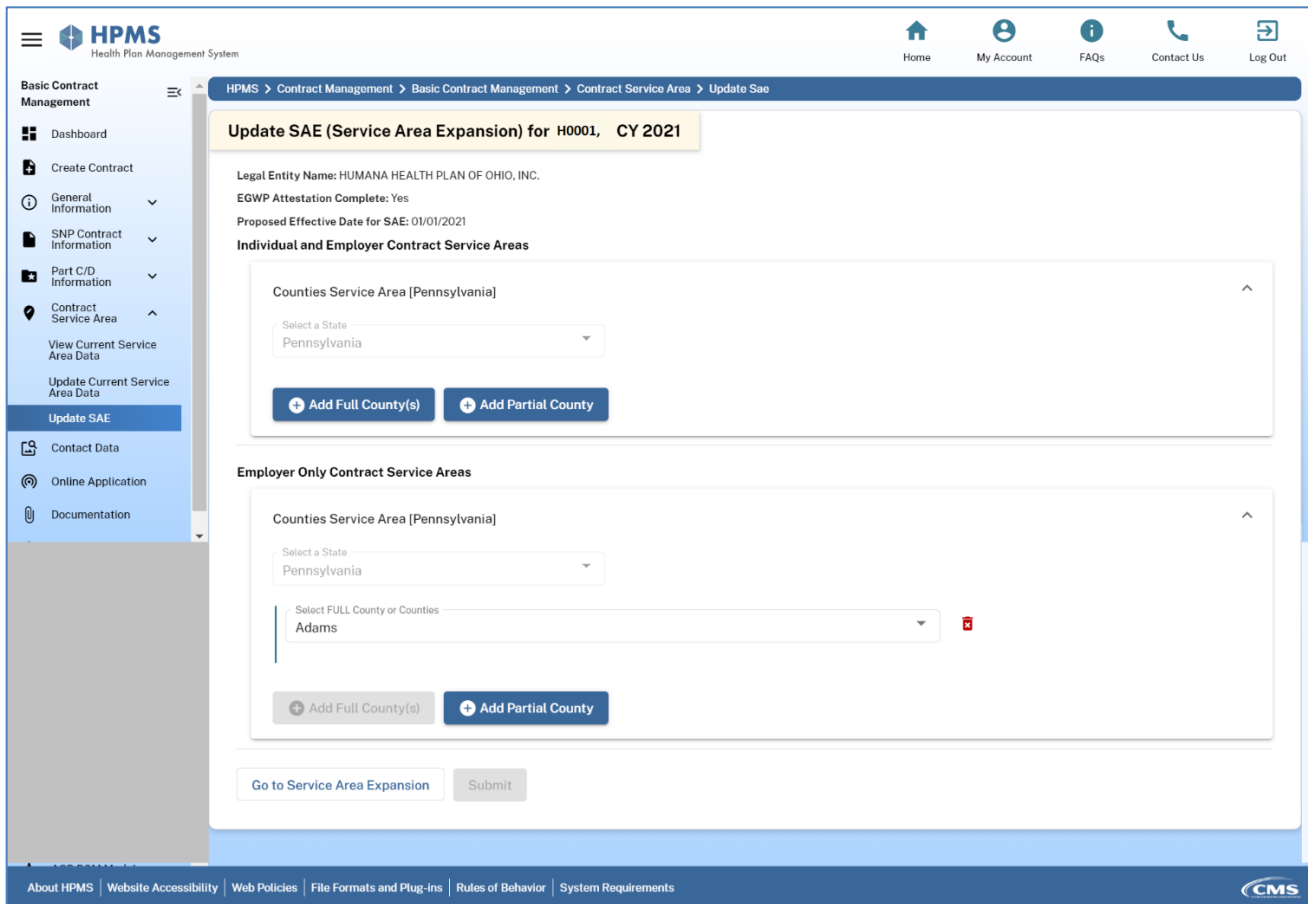 HPMS
Health Plan Management System
Home
My Account
FAQs
Contact Us
Log Out
Basic Contract
Management
Dashboard
Create Contract
General
Information
SNP Contract
Information
Part C/D
Information
Contract
Service Area
View Current Service
Area Data
Update Current Service
Area Data
Update SAE
Contact Data
Online Application
Documentation
HPMS > Contract Management > Basic Contract Management > Contract Service Area > Update Sae
Update SAE (Service Area Expansion) for H0001, CY 2021
Legal Entity Name: HUMANA HEALTH PLAN OF OHIO, INC.
EGWP Attestation Complete: Yes
Proposed Effective Date for SAE: 01/01/2021
Individual and Employer Contract Service Areas
Counties Service Area [Pennsylvania]
Select a State
Pennsylvania
Add Full County(s)
Add Partial County
Employer Only Contract Service Areas
Counties Service Area [Pennsylvania]
Select a State
Pennsylvania
Select FULL County or Counties
Adams
Add Full County(s)
Add Partial County
Go to Service Area Expansion
Submit
About HPMS | Website Accessibility | Web Policies | File Formats and Plug-ins | Rules of Behavior | System Requirements
CMS